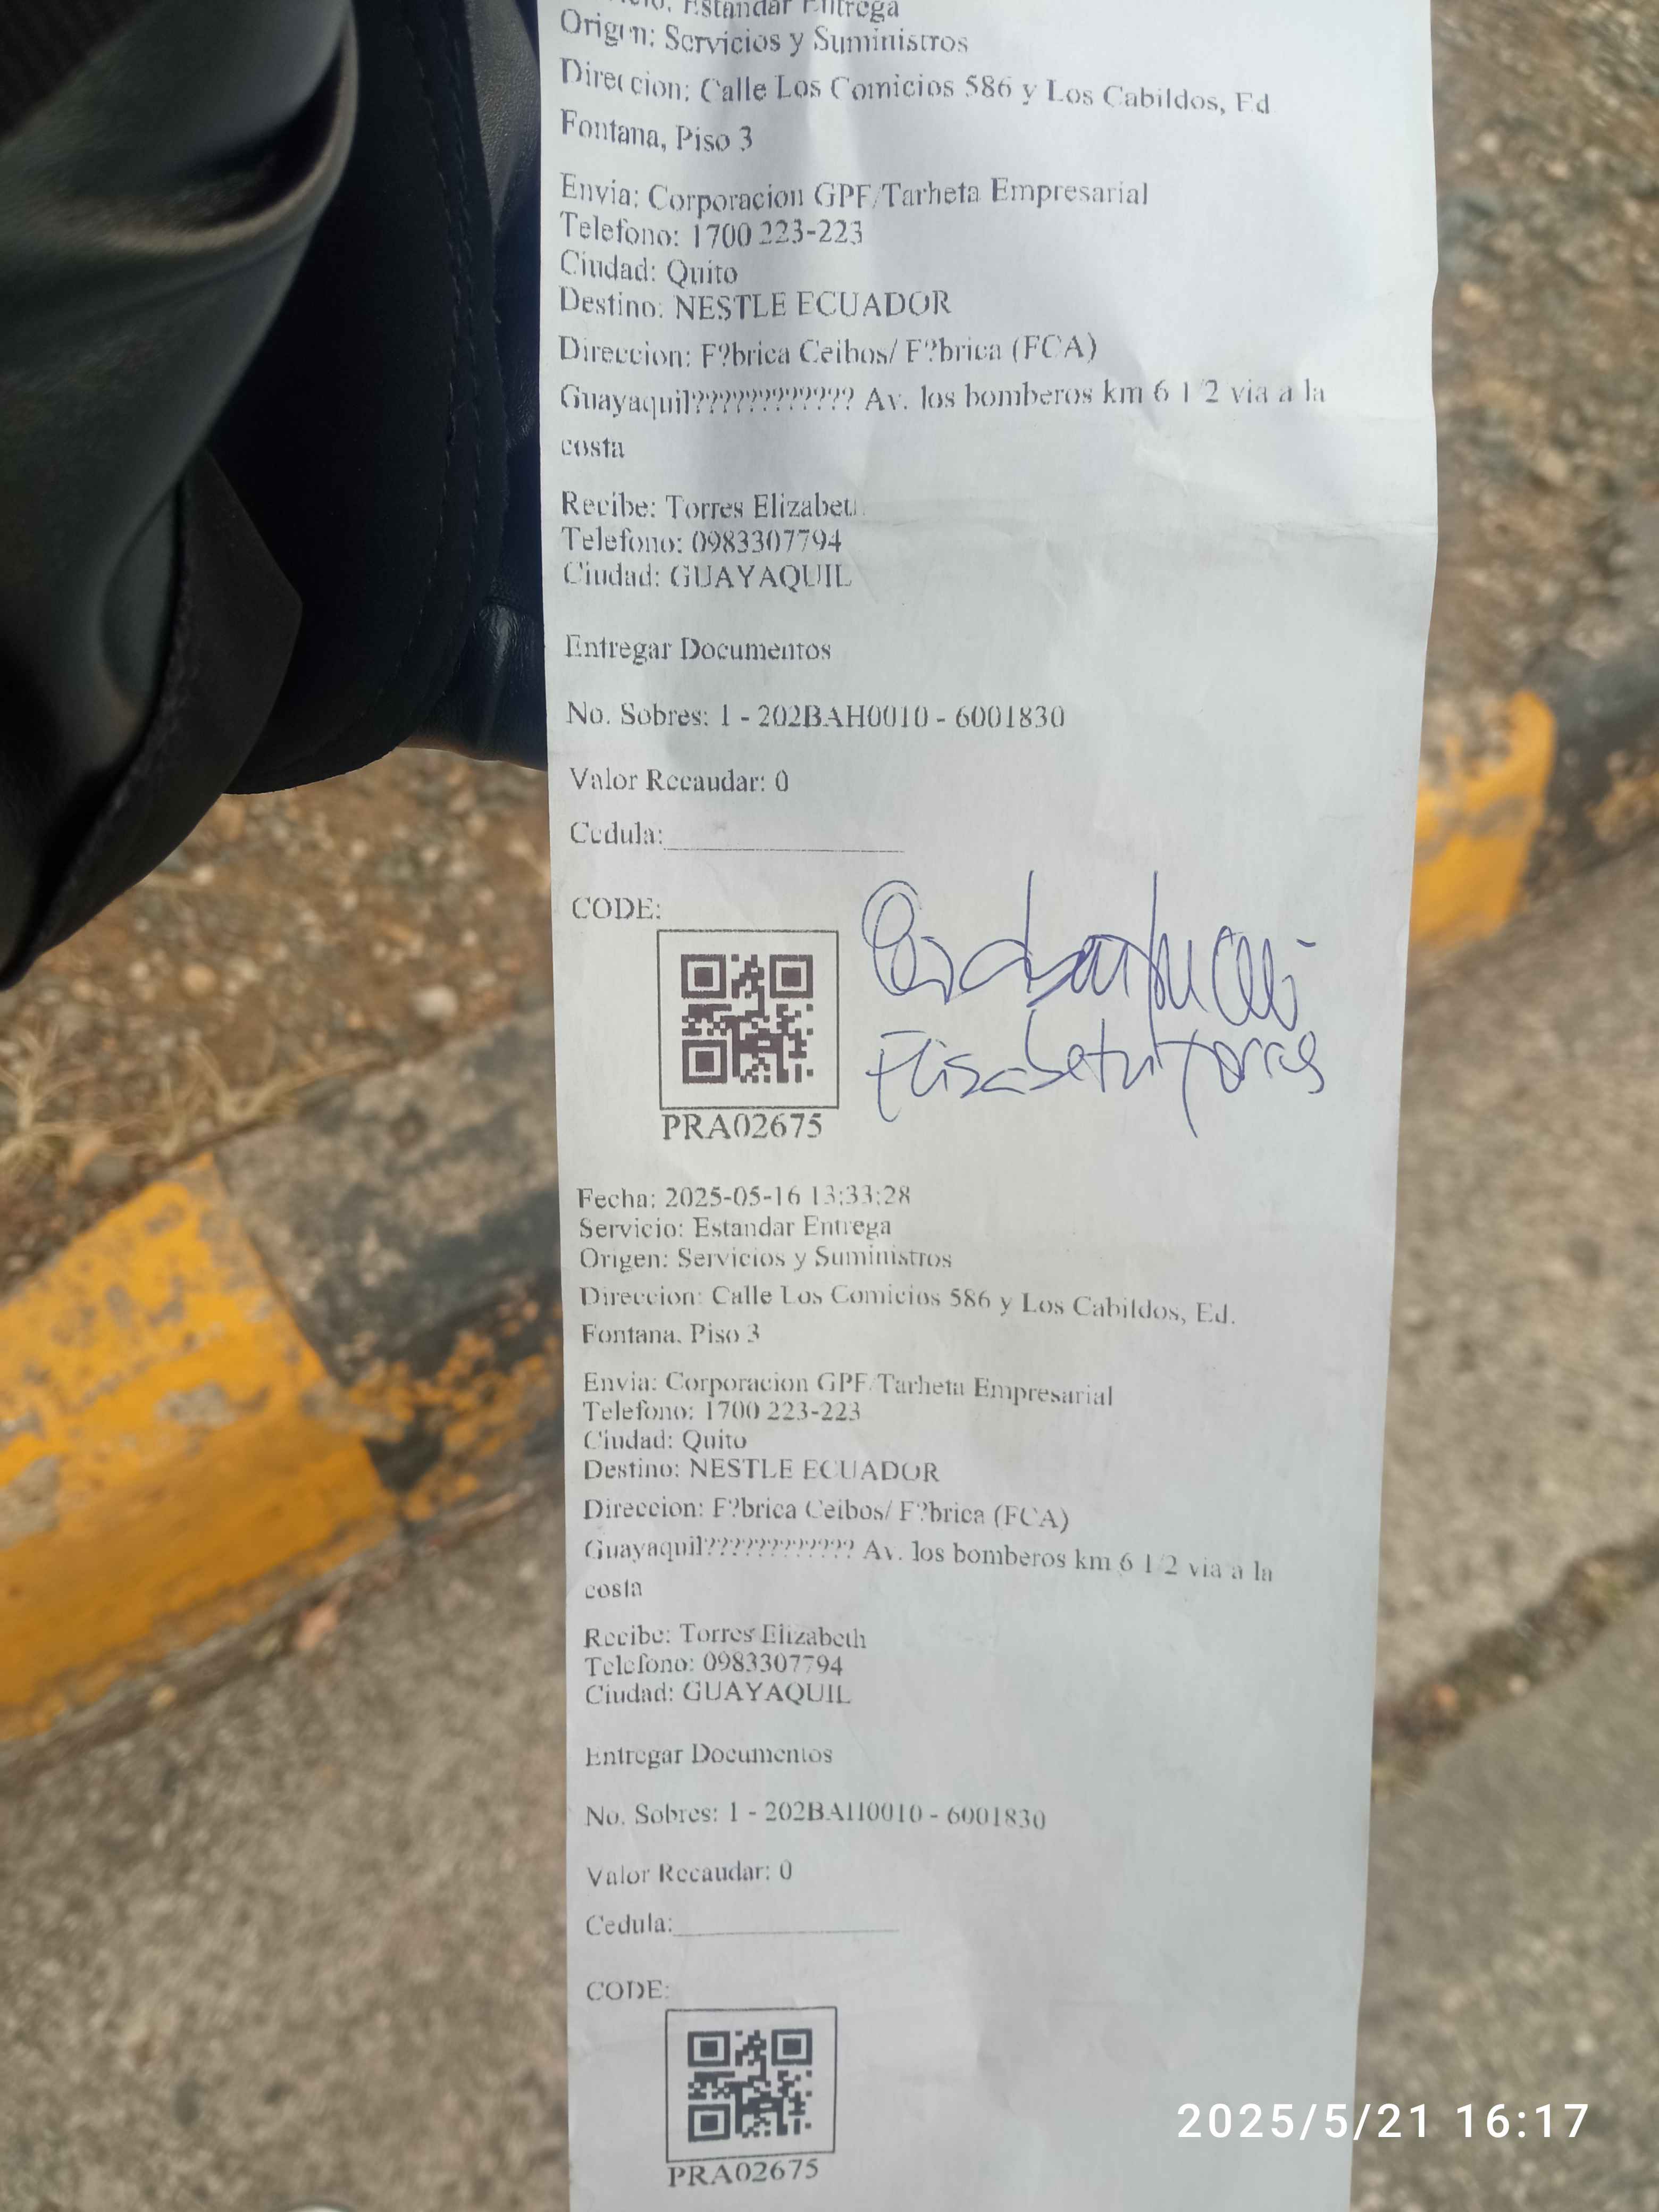 Estandar Entrega
Origen: Servicios y Suministros
Direccion: Calle Los Comicios 586 y Los Cabildos, Ed
Fontana, Piso 3
Envia: Corporacion GPF/Tarheta Empresarial
Telefono: 1700 223-223
Ciudad: Quito
Destino: NESTLE ECUADOR
Direccion: F?brica Ceibos/ F?brica (FCA)
Guayaquil????????????? Av. los bomberos km 6 1/2 via a la
costa
Recibe: Torres Elizabeth
Telefono: 0983307794
Ciudad: GUAYAQUIL
Entregar Documentos
No. Sobres: 1 - 202BAH0010 - 6001830
Valor Recaudar: 0
Cedula:
CODE:
Elisabeth Torres
PRA02675
Fecha: 2025-05-16 13:33:28
Servicio: Estandar Entrega
Origen: Servicios y Suministros
Direccion: Calle Los Comicios 586 y Los Cabildos, Ed.
Fontana, Piso 3
Envia: Corporacion GPF/Tarheta Empresarial
Telefono: 1700 223-223
Ciudad: Quito
Destino: NESTLE ECUADOR
Direccion: F?brica Ceibos/ F?brica (FCA)
Guayaquil????????????? Av. los bomberos km 6 1/2 via a la
costa
Recibe: Torres Elizabeth
Telefono: 0983307794
Ciudad: GUAYAQUIL
Entregar Documentos
No. Sobres: 1 - 202BAH0010 - 6001830
Valor Recaudar: 0
Cedula:
CODE:
PRA02675
2025/5/21 16:17